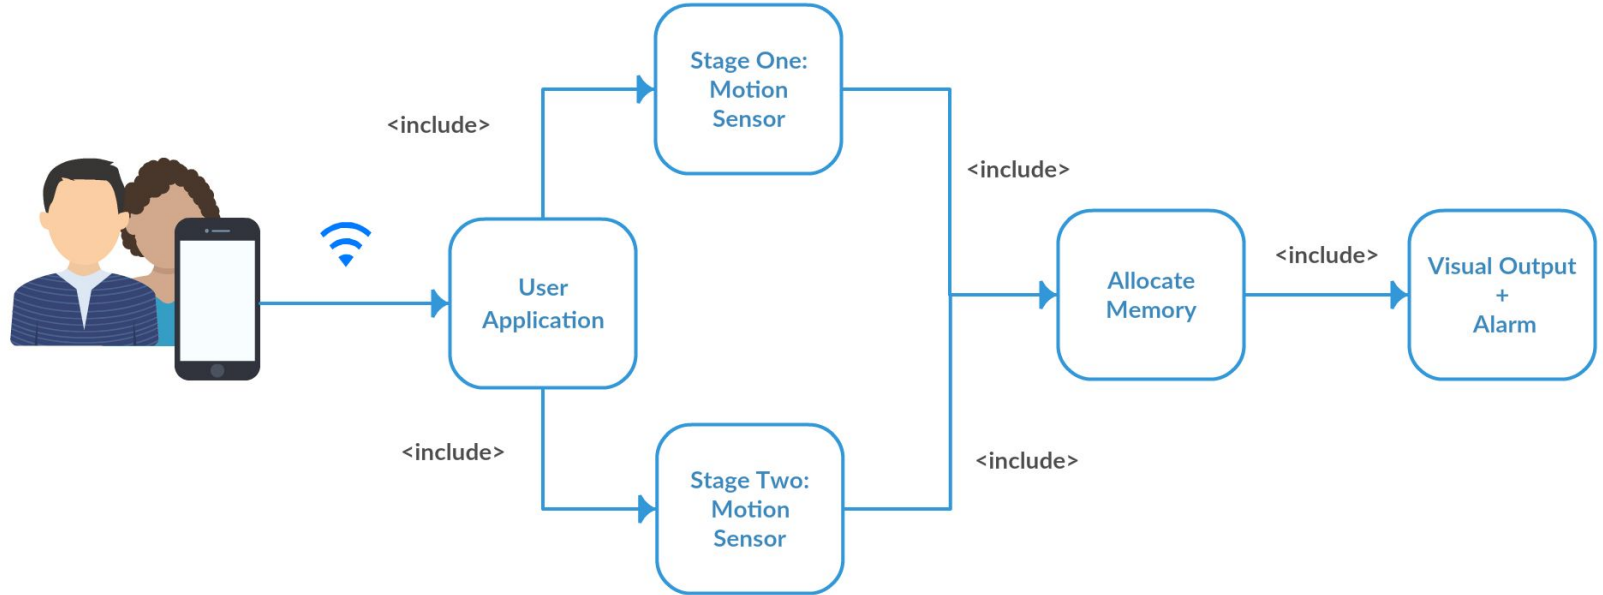 <include>
User
Application
<include>
Stage One:
Motion
Sensor
Stage Two:
Motion
Sensor
<include>
<include>
Allocate
Memory
<include>
Visual Output
+
Alarm